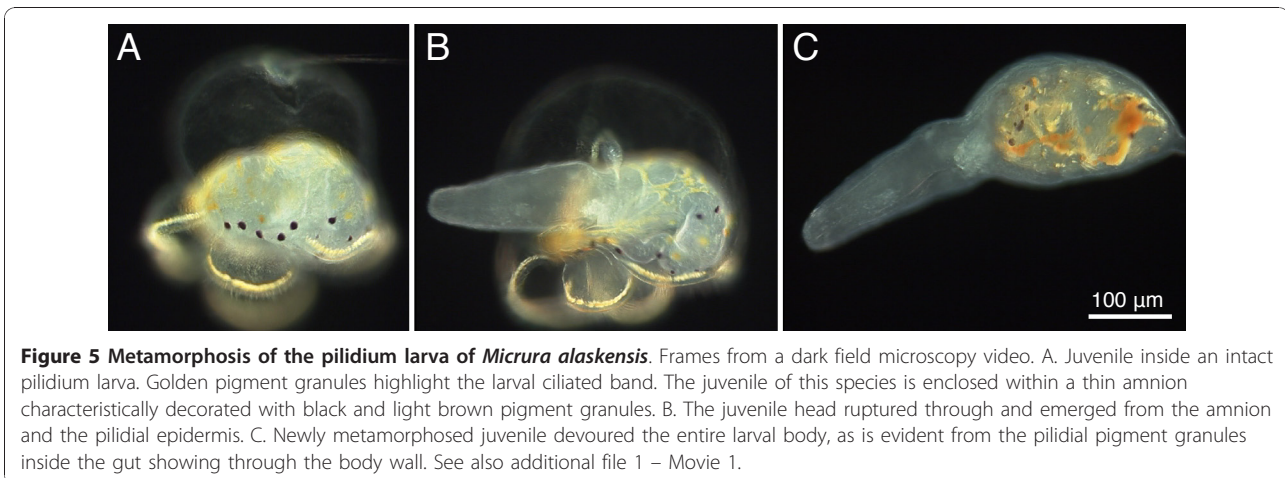 A
B
C
100 µm
Figure 5 Metamorphosis of the pilidium larva of Micrura alaskensis. Frames from a dark field microscopy video. A. Juvenile inside an intact
pilidium larva. Golden pigment granules highlight the larval ciliated band. The juvenile of this species is enclosed within a thin amnion
characteristically decorated with black and light brown pigment granules. B. The juvenile head ruptured through and emerged from the amnion
and the pilidial epidermis. C. Newly metamorphosed juvenile devoured the entire larval body, as is evident from the pilidial pigment granules
inside the gut showing through the body wall. See also additional file 1 – Movie 1.